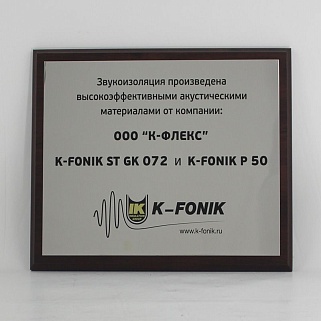 Звукоизоляция произведена
высокоэффективными акустическими
материалами от компании:
ООО “К-ФЛЕКС”
K-FONIK ST GK 072 и K-FONIK P 50
K-FONIK
www.k-fonik.ru